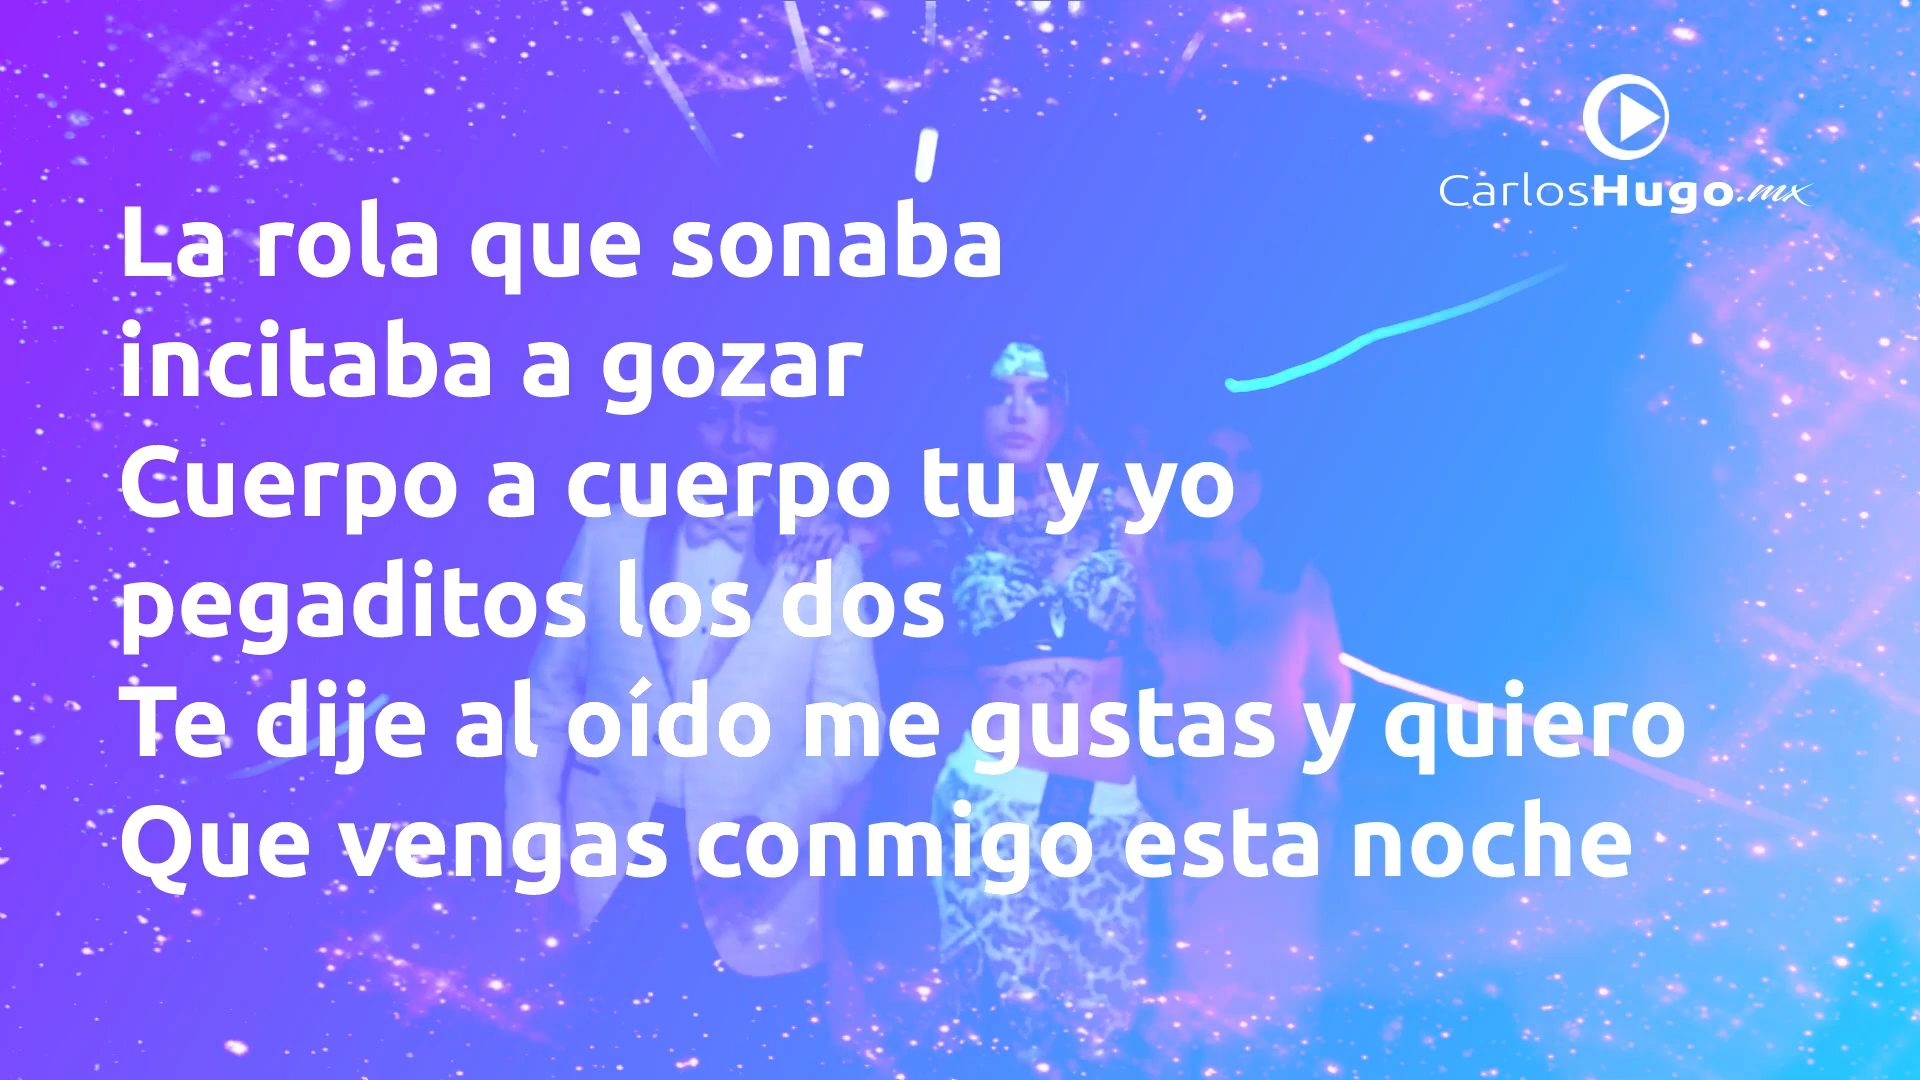 CarlosHugo.mx
La rola que sonaba
incitaba a gozar
Cuerpo a cuerpo tu y yo
pegaditos los dos
Te dije al oído me gustas y quiero
Que vengas conmigo esta noche